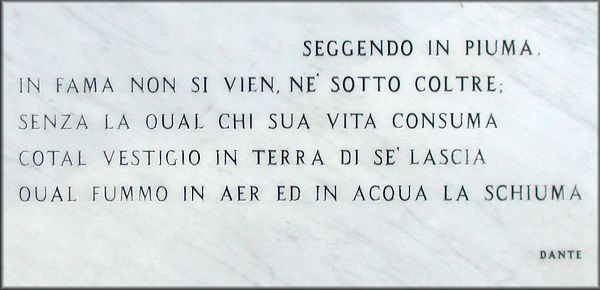 SEGGENDO IN PIUMA,
IN FAMA NON SI VIEN, NE' SOTTO COLTRE;
SENZA LA QUAL CHI SUA VITA CONSUMA
COTAL VESTIGIO IN TERRA DI SE' LASCIA
QUAL FUMMO IN AER ED IN ACQUA LA SCHIUMA
DANTE